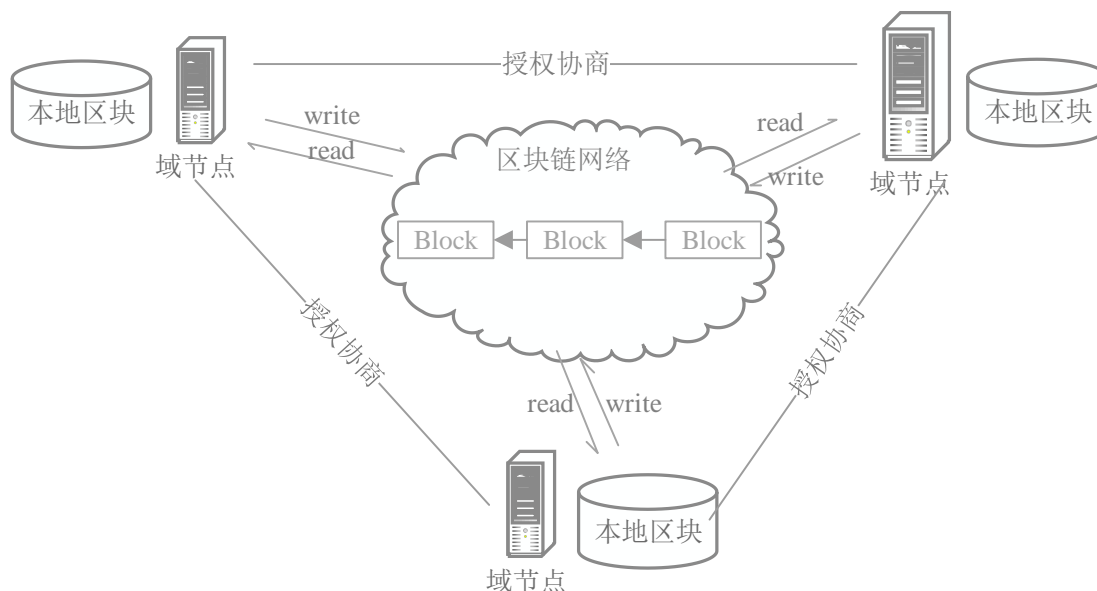 授权协商
本地区块
域节点
本地区块
域节点
write
read
read
write
区块链网络
Block
Block
Block
授权协商
授权协商
read
write
本地区块
域节点